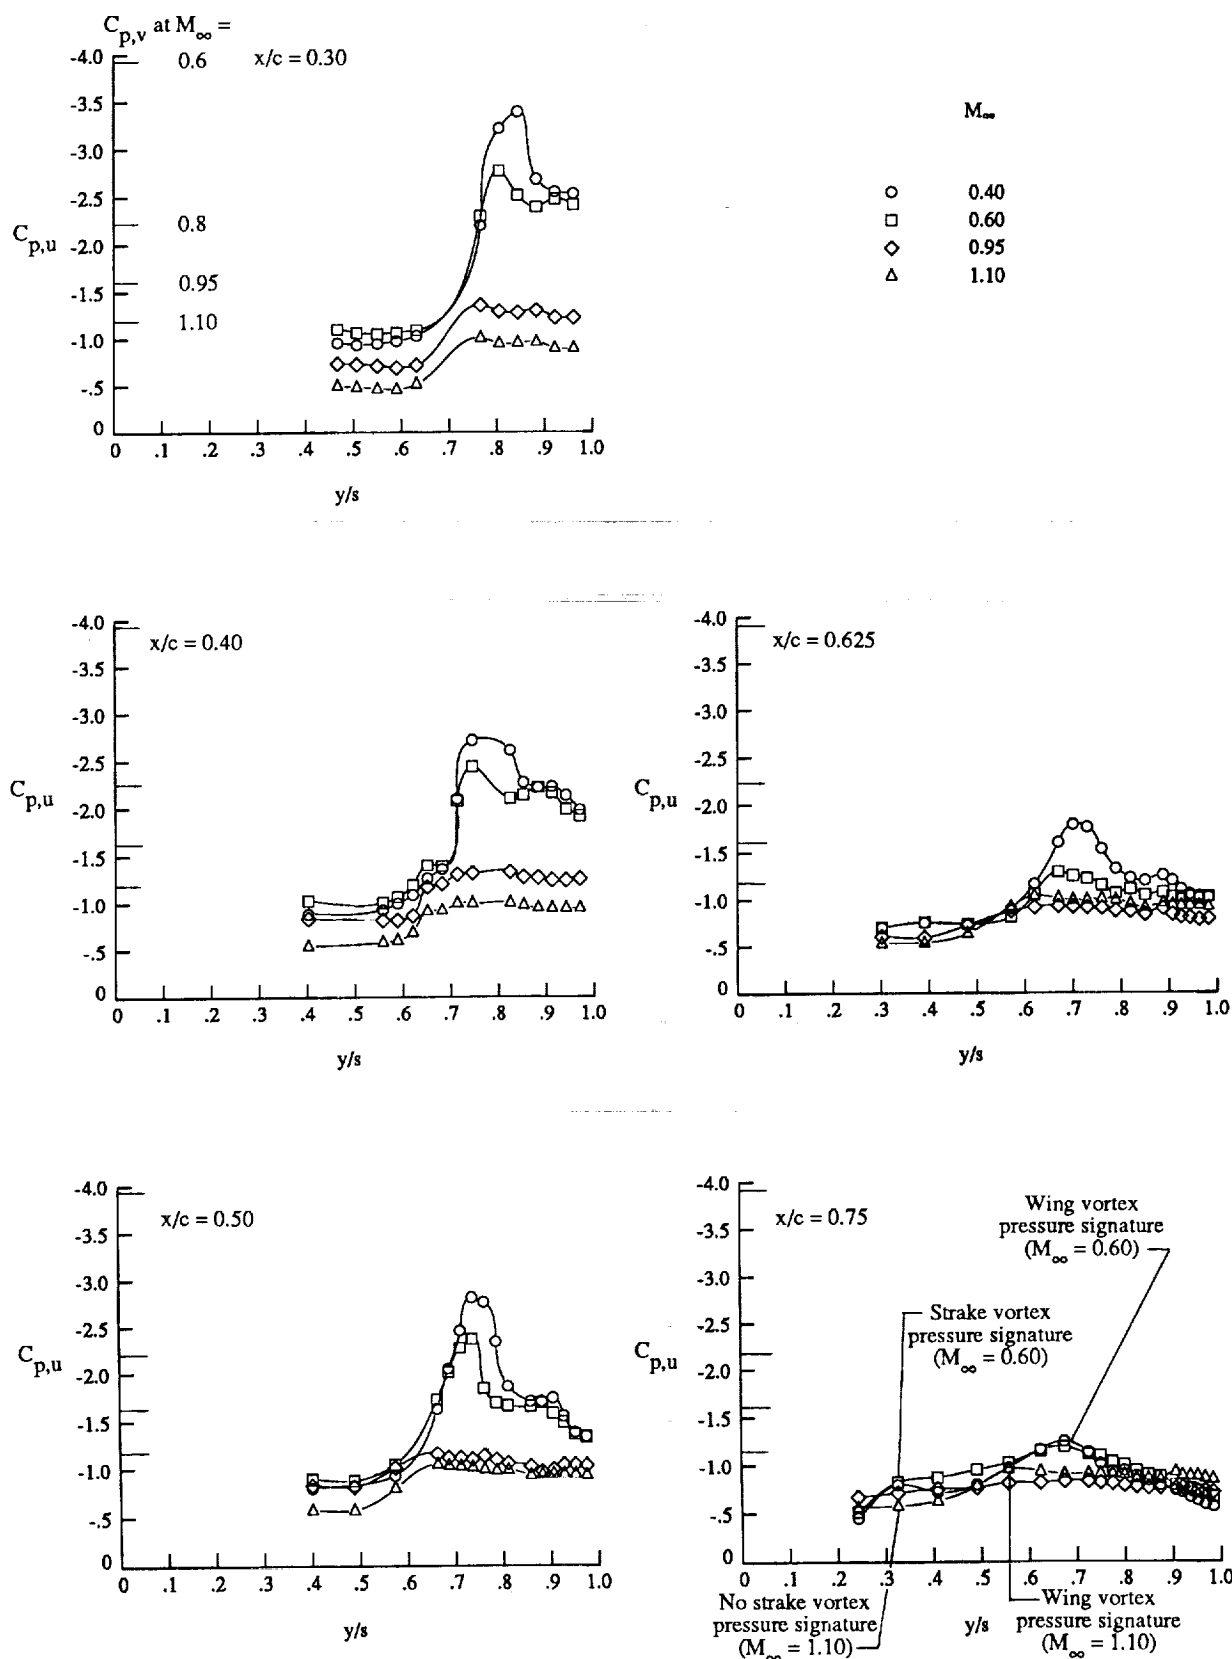 C_p,v at M_∞ =
-4.0 0.6 x/c = 0.30
-3.5
-3.0
-2.5
0.8
C_p,u -2.0
0.95
-1.5
1.10
-1.0
-.5
0
0 .1 .2 .3 .4 .5 .6 .7 .8 .9 1.0
y/s
M_∞
0.40
0.60
0.95
1.10
-4.0
x/c = 0.40
-3.5
-3.0
-2.5
C_p,u
-2.0
-1.5
-1.0
-.5
0
0 .1 .2 .3 .4 .5 .6 .7 .8 .9 1.0
y/s
-4.0
x/c = 0.625
-3.5
-3.0
-2.5
C_p,u
-2.0
-1.5
-1.0
-.5
0
0 .1 .2 .3 .4 .5 .6 .7 .8 .9 1.0
y/s
-4.0
x/c = 0.50
-3.5
-3.0
-2.5
C_p,u
-2.0
-1.5
-1.0
-.5
0
0 .1 .2 .3 .4 .5 .6 .7 .8 .9 1.0
y/s
-4.0
x/c = 0.75
-3.5
-3.0
-2.5
C_p,u
-2.0
-1.5
-1.0
-.5
0
0 .1 .2 .3 .4 .5 .6 .7 .8 .9 1.0
y/s
Wing vortex
pressure signature
(M_∞ = 0.60)
Strake vortex
pressure signature
(M_∞ = 0.60)
No strake vortex
pressure signature
(M_∞ = 1.10)
Wing vortex
pressure signature
(M_∞ = 1.10)